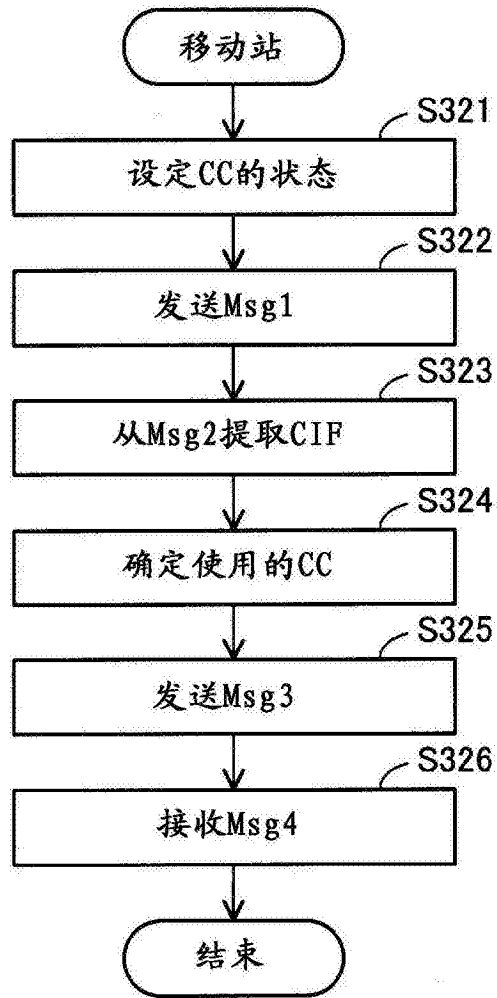 移动站
S321
设定CC的状态
S322
发送Msg1
S323
从Msg2提取CIF
S324
确定使用的CC
S325
发送Msg3
S326
接收Msg4
结束